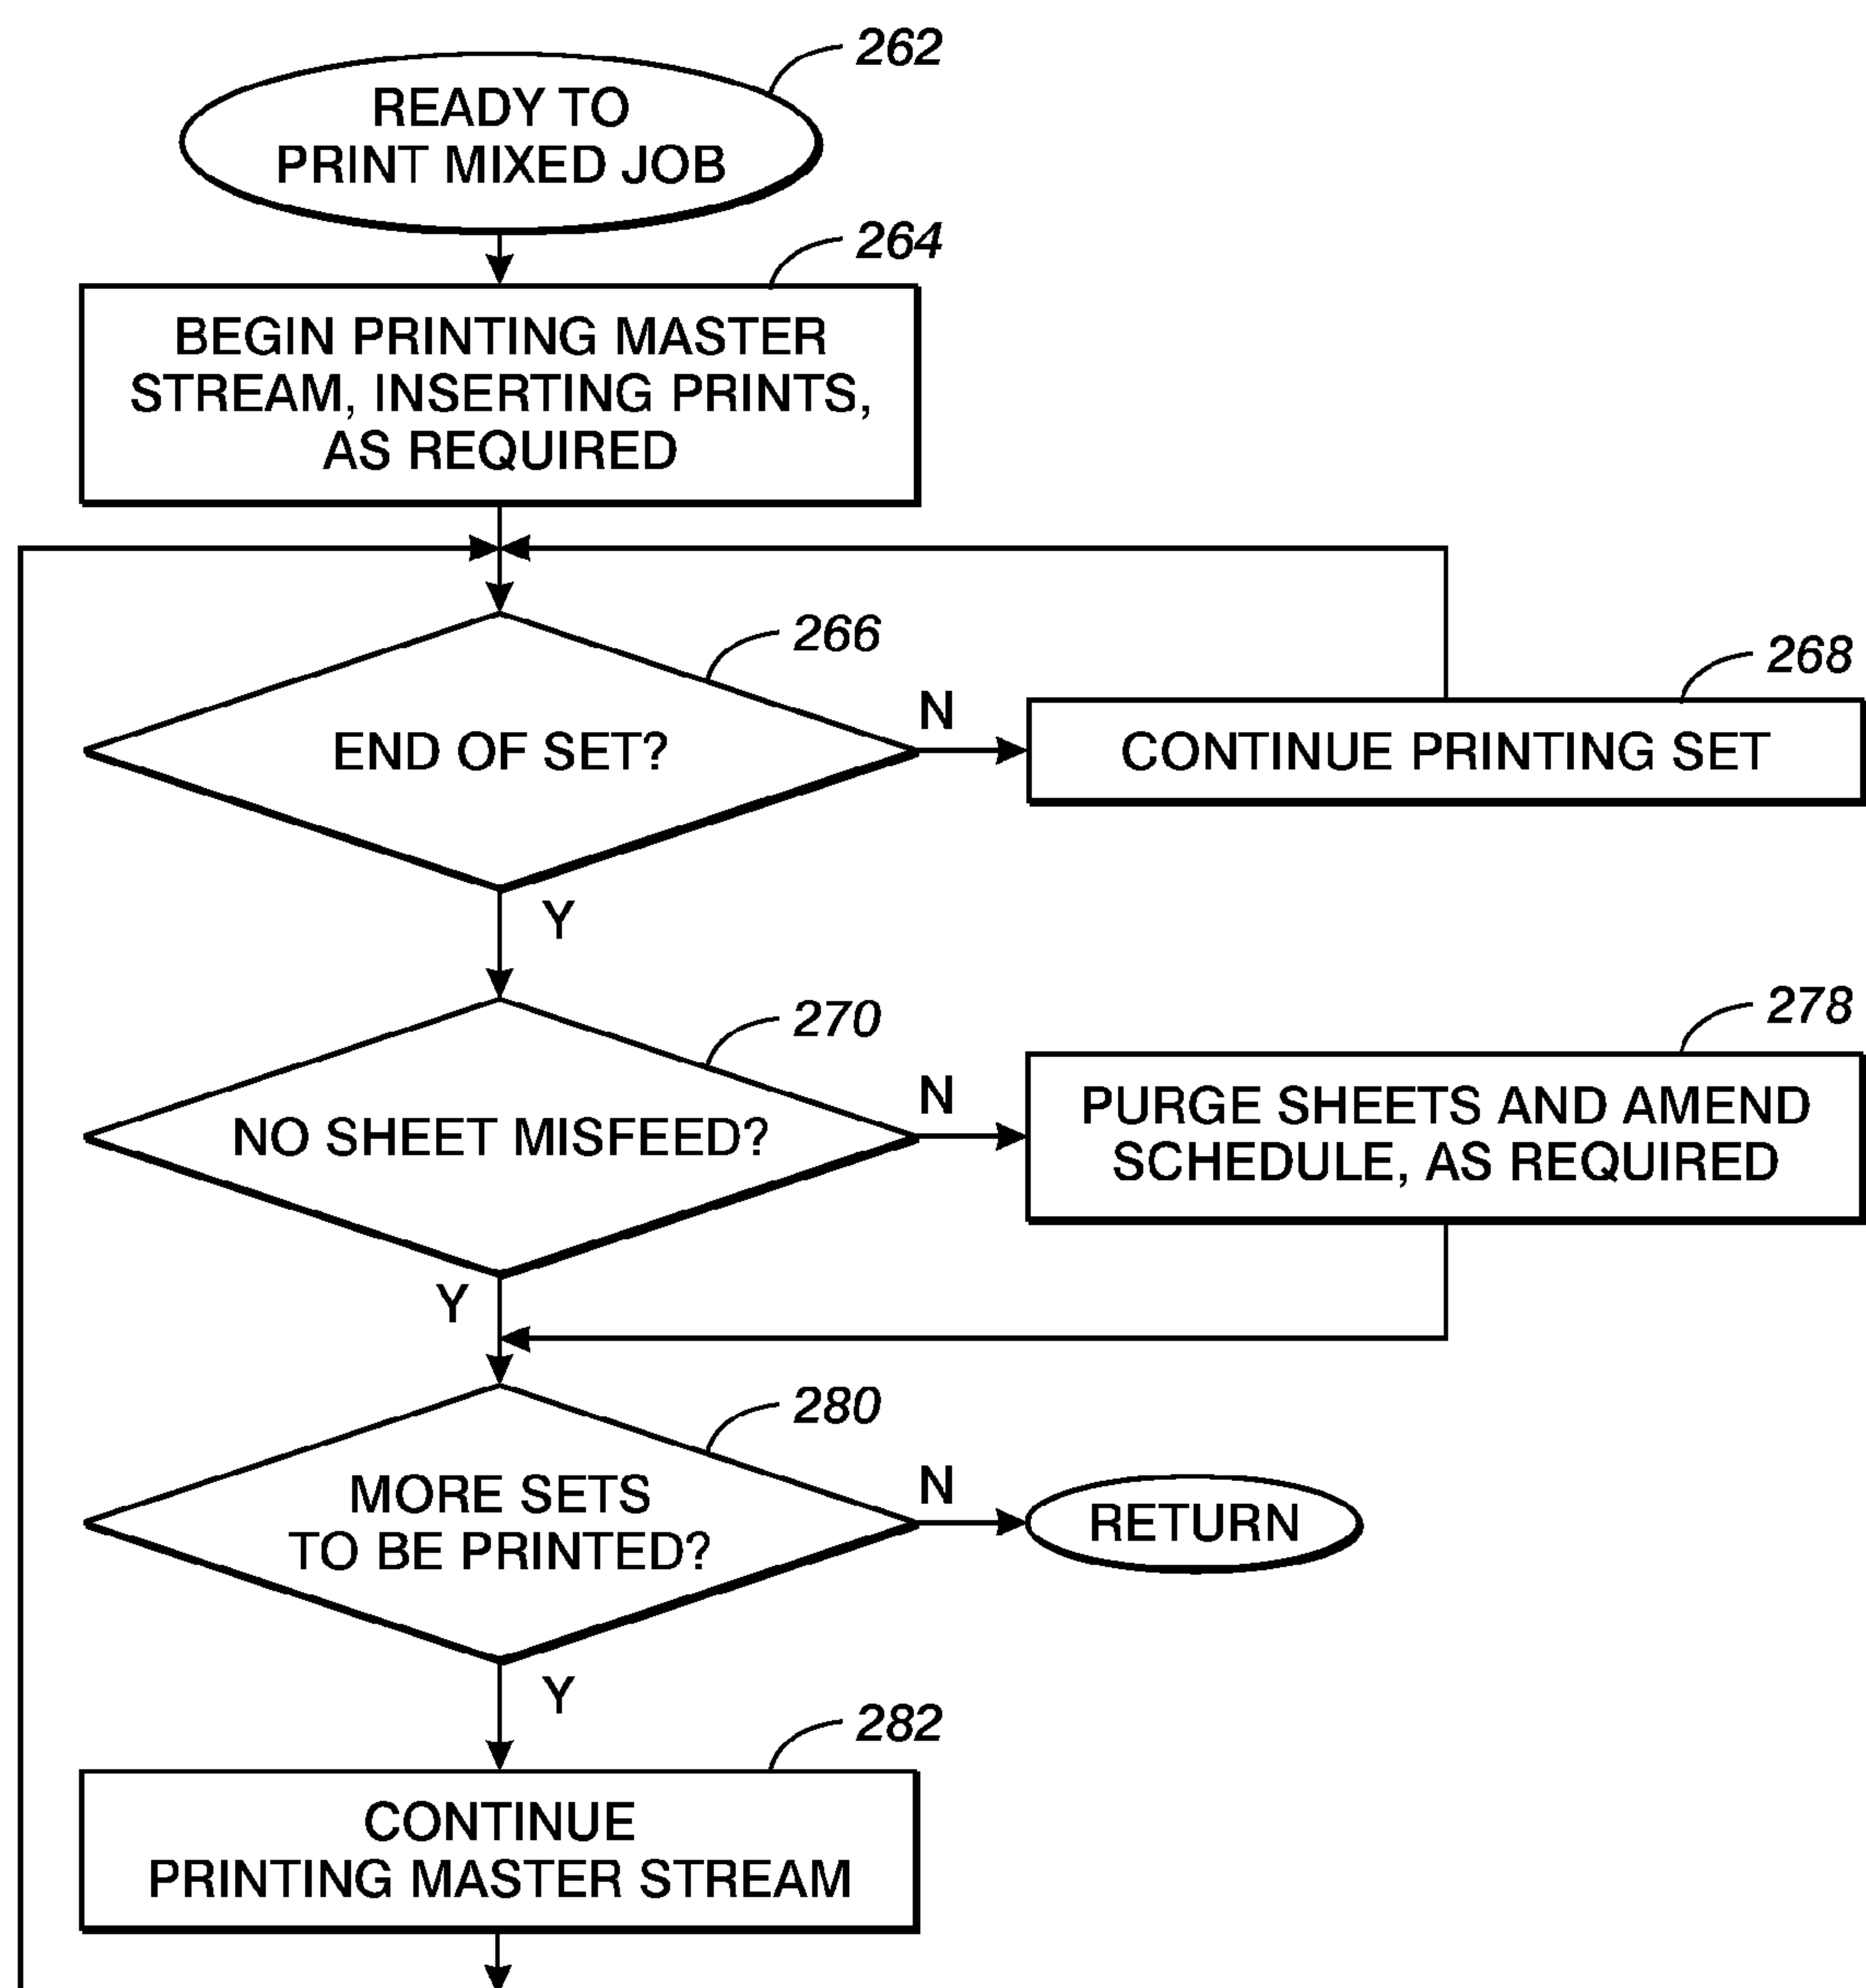 262
READY TO
PRINT MIXED JOB
264
BEGIN PRINTING MASTER
STREAM, INSERTING PRINTS,
AS REQUIRED
266
END OF SET?
N
268
CONTINUE PRINTING SET
Y
270
NO SHEET MISFEED?
N
278
PURGE SHEETS AND AMEND
SCHEDULE, AS REQUIRED
Y
280
MORE SETS
TO BE PRINTED?
N
RETURN
Y
282
CONTINUE
PRINTING MASTER STREAM